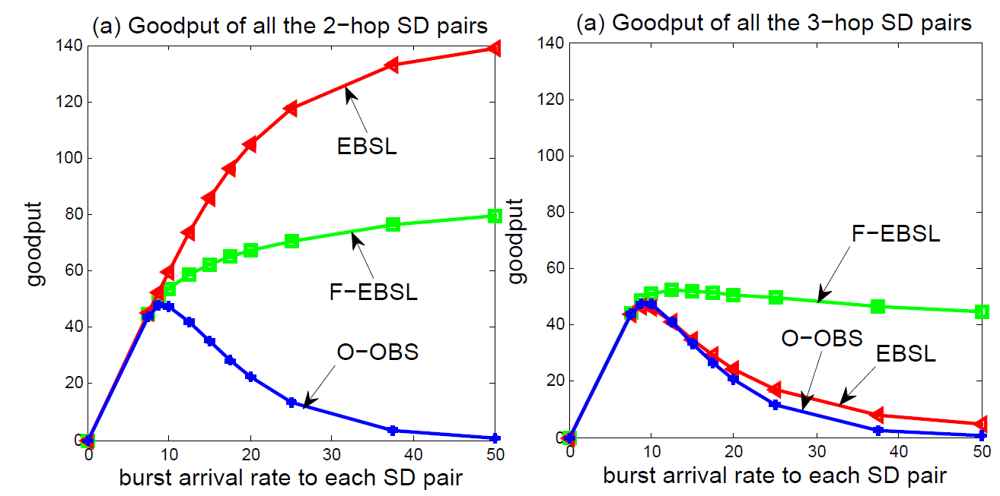 (a) Goodput of all the 2−hop SD pairs
140
120
100
80
60
40
20
0
goodput
EBSL
F−EBSL
O−OBS
0 10 20 30 40 50
burst arrival rate to each SD pair
(a) Goodput of all the 3−hop SD pairs
140
120
100
80
60
40
20
0
goodput
F−EBSL
O−OBS
EBSL
0 10 20 30 40 50
burst arrival rate to each SD pair